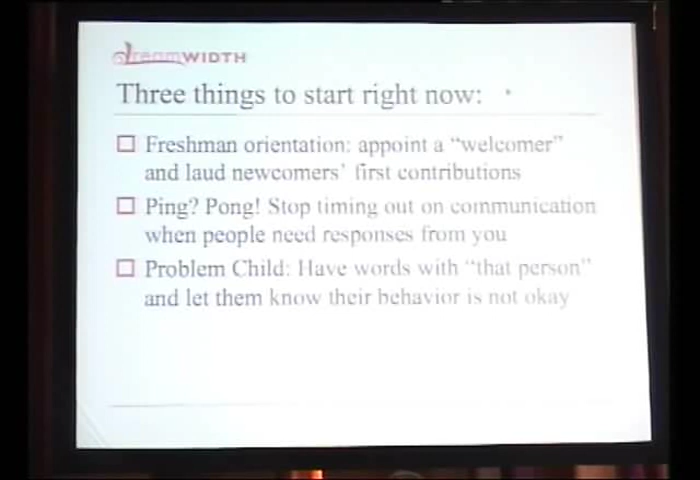 dreamWIDTH
Three things to start right now:
Freshman orientation: appoint a “welcomer”
and laud newcomers’ first contributions
Ping? Pong! Stop timing out on communication
when people need responses from you
Problem Child: Have words with “that person”
and let them know their behavior is not okay